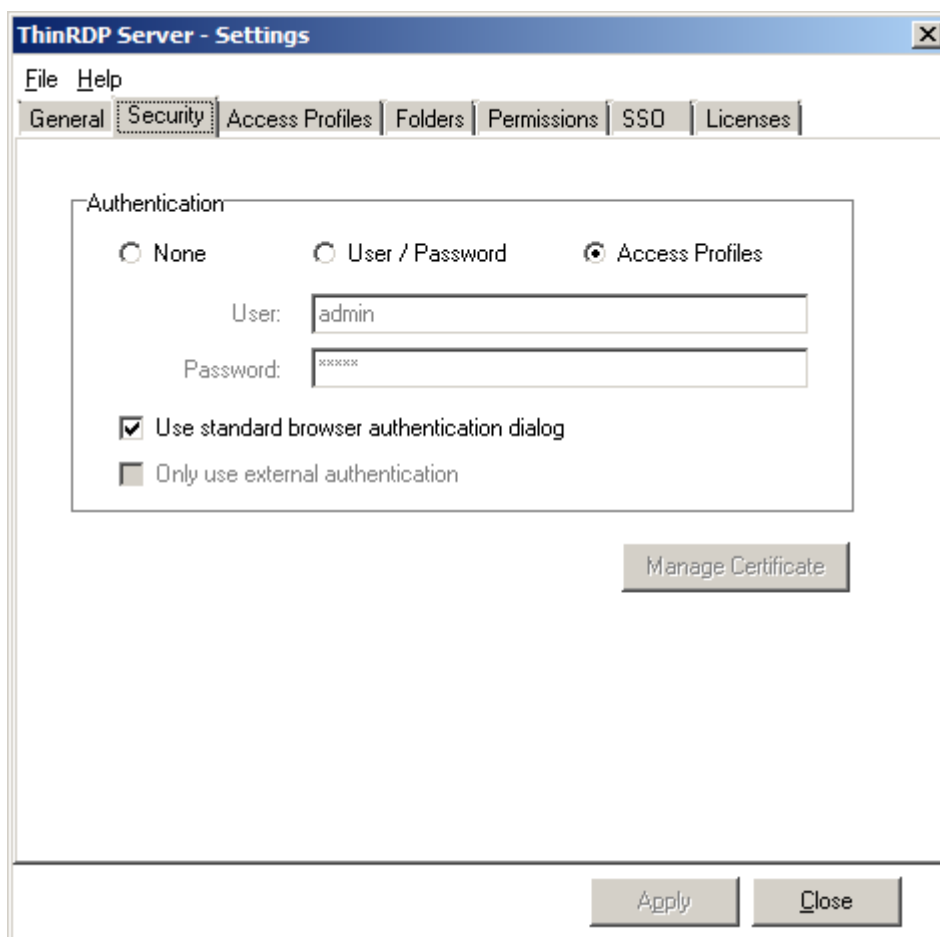 ThinRDP Server - Settings
File Help
General Security Access Profiles Folders Permissions SSO Licenses
Authentication
None User / Password Access Profiles
User: admin
Password: *****
Use standard browser authentication dialog
Only use external authentication
Manage Certificate
Apply Close